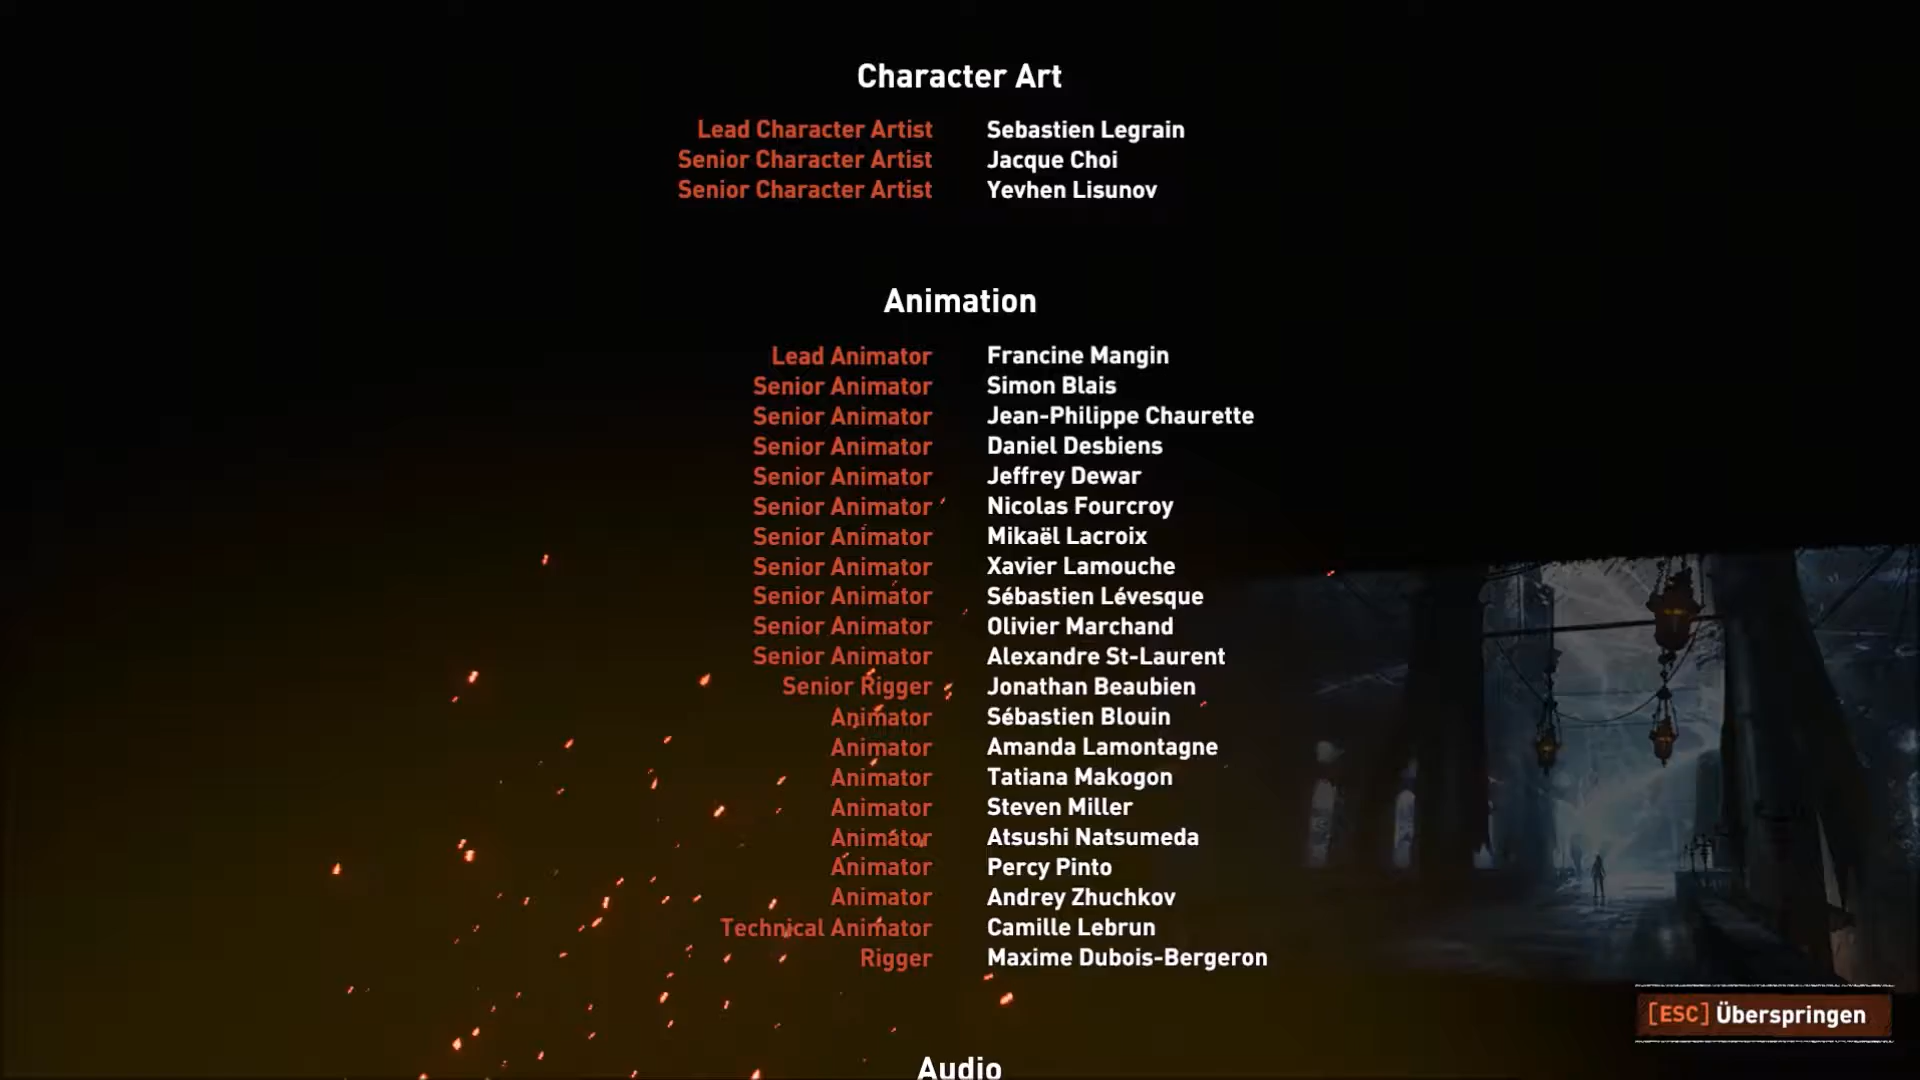 Character Art
Lead Character Artist Sebastien Legrain
Senior Character Artist Jacque Choi
Senior Character Artist Yevhen Lisunov
Animation
Lead Animator Francine Mangin
Senior Animator Simon Blais
Senior Animator Jean-Philippe Chaurette
Senior Animator Daniel Desbiens
Senior Animator Jeffrey Dewar
Senior Animator Nicolas Fourcroy
Senior Animator Mikaël Lacroix
Senior Animator Xavier Lamouche
Senior Animator Sébastien Lévesque
Senior Animator Olivier Marchand
Senior Animator Alexandre St-Laurent
Senior Rigger Jonathan Beaubien
Animator Sébastien Blouin
Animator Amanda Lamontagne
Animator Tatiana Makogon
Animator Steven Miller
Animator Atsushi Natsumeda
Animator Percy Pinto
Animator Andrey Zhuchkov
Technical Animator Camille Lebrun
Rigger Maxime Dubois-Bergeron
[ESC] Überspringen
Audio